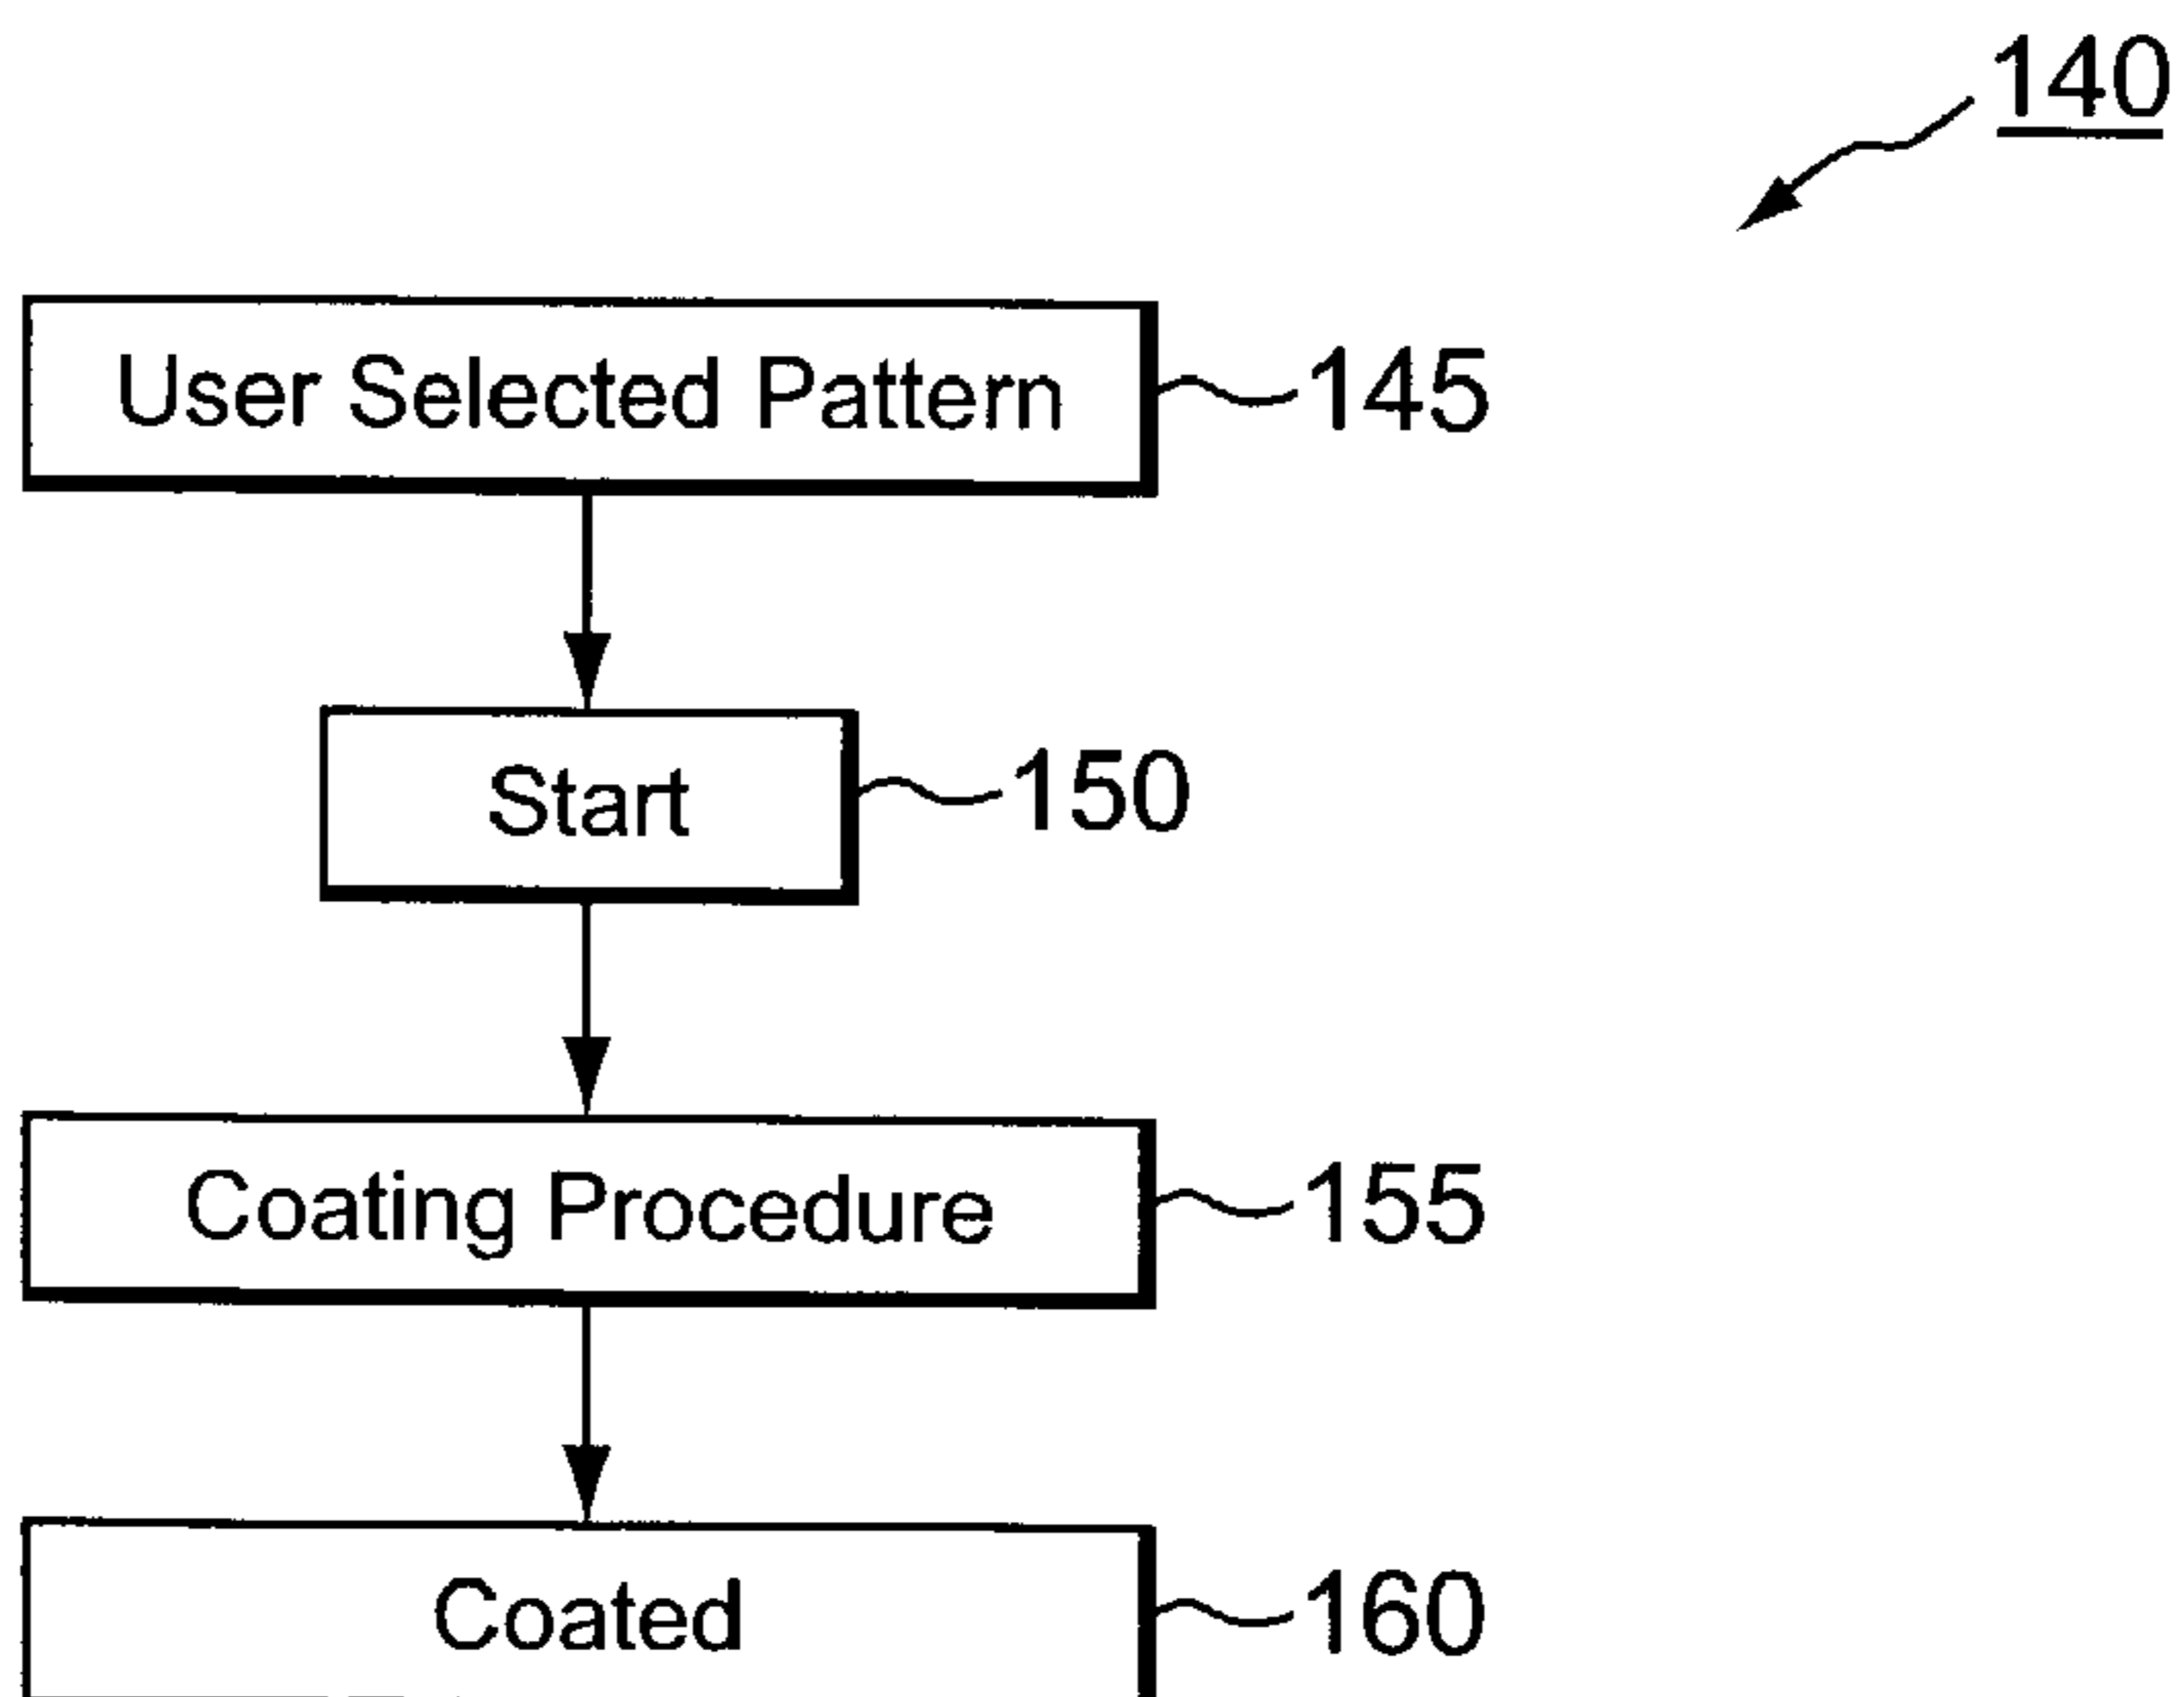 140
User Selected Pattern 145
Start 150
Coating Procedure 155
Coated 160